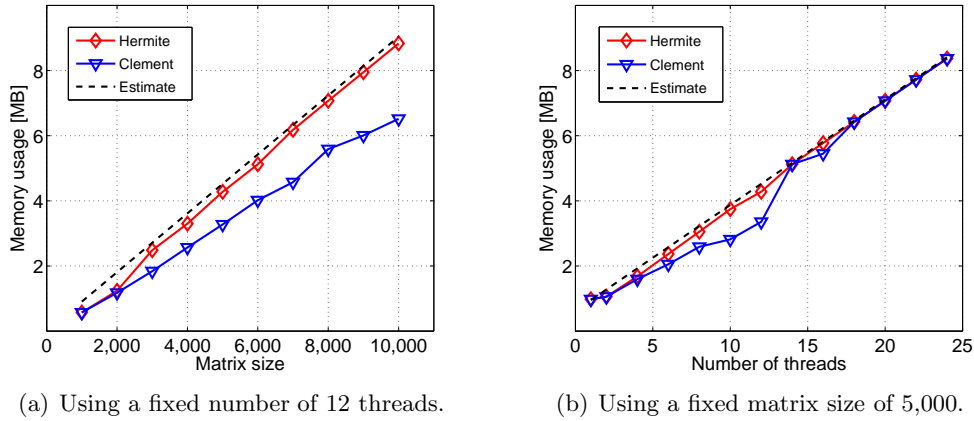 Hermite
Clement
Estimate
Memory usage [MB]
8
6
4
2
0
2,000
4,000
6,000
8,000
10,000
Matrix size
(a) Using a fixed number of 12 threads.
Hermite
Clement
Estimate
Memory usage [MB]
8
6
4
2
0
5
10
15
20
25
Number of threads
(b) Using a fixed matrix size of 5,000.